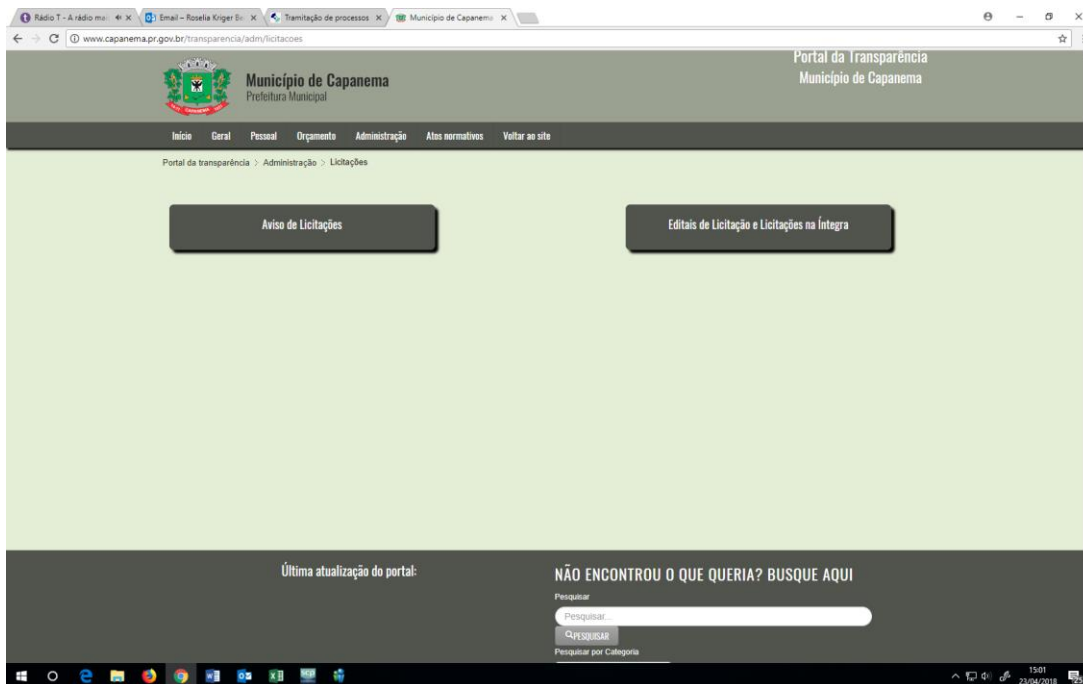 Rádio T - A rádio mai
Email – Roselia Kriger Be
Tramitação de processos
Município de Capanema
www.capanema.pr.gov.br/transparencia/adm/licitacoes
Município de Capanema
Prefeitura Municipal
Portal da Transparência
Município de Capanema
Início Geral Pessoal Orçamento Administração Atos normativos Voltar ao site
Portal da transparência > Administração > Licitações
Aviso de Licitações
Editais de Licitação e Licitações na Íntegra
Última atualização do portal:
NÃO ENCONTROU O QUE QUERIA? BUSQUE AQUI
Pesquisar
Pesquisar...
PESQUISAR
Pesquisar por Categoria
15:01
23/04/2018